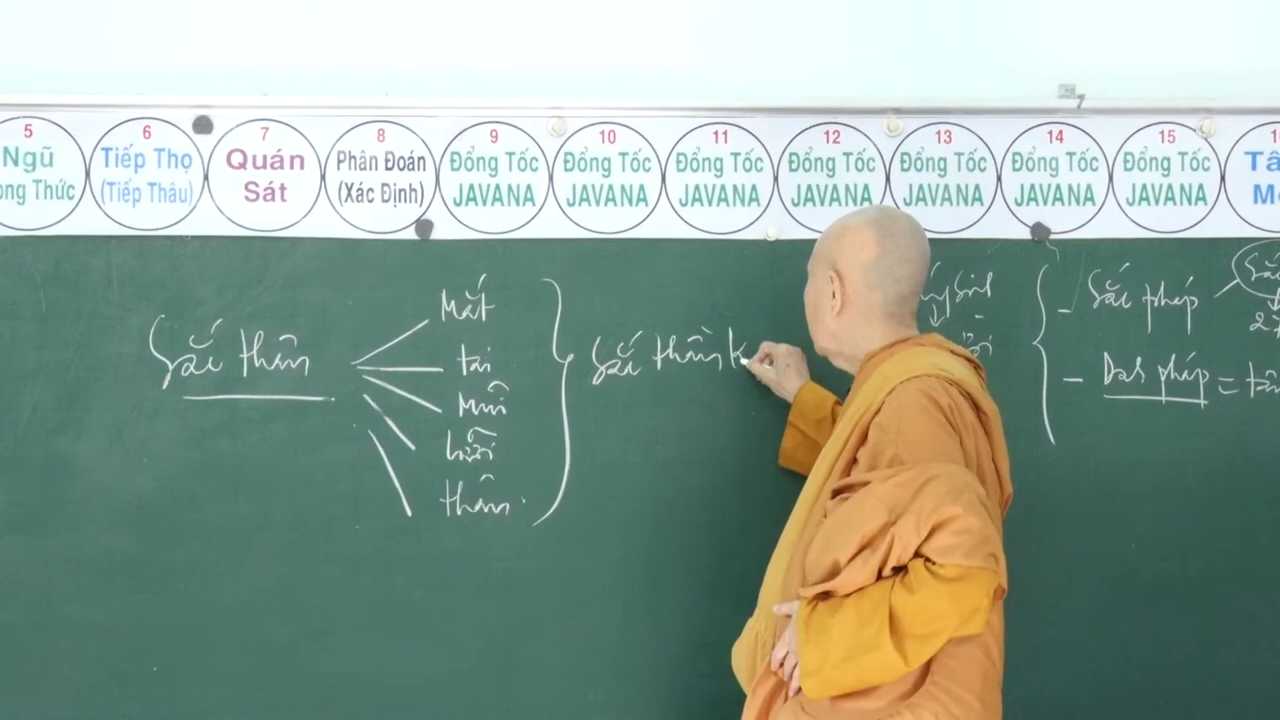 5 6 7 8 9 10 11 12 13 14 15
Ngũ Tiếp Thọ Quán Phân Đoán Đổng Tốc Đổng Tốc Đổng Tốc Đổng Tốc Đổng Tốc Đổng Tốc Đổng Tốc
Thức (Tiếp Thâu) Sát (Xác Định) JAVANA JAVANA JAVANA JAVANA JAVANA JAVANA JAVANA
Sắc thân
Mắt
tai
Mũi
lưỡi
thân.
Sắc thần k
- Sắc pháp
- Danh pháp =